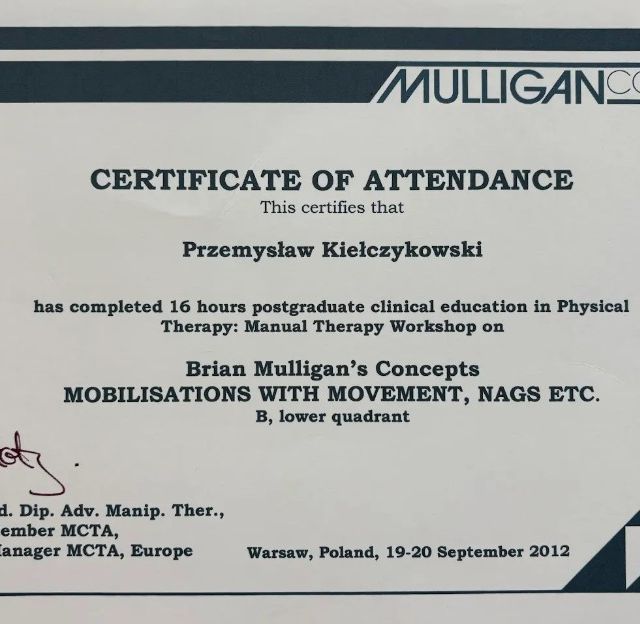 MULLIGAN
CERTIFICATE OF ATTENDANCE
This certifies that
Przemysław Kiełczykowski
has completed 16 hours postgraduate clinical education in Physical
Therapy: Manual Therapy Workshop on
Brian Mulligan's Concepts
MOBILISATIONS WITH MOVEMENT, NAGS ETC.
B, lower quadrant
d. Dip. Adv. Manip. Ther.,
ember MCTA,
anager MCTA, Europe
Warsaw, Poland, 19-20 September 2012